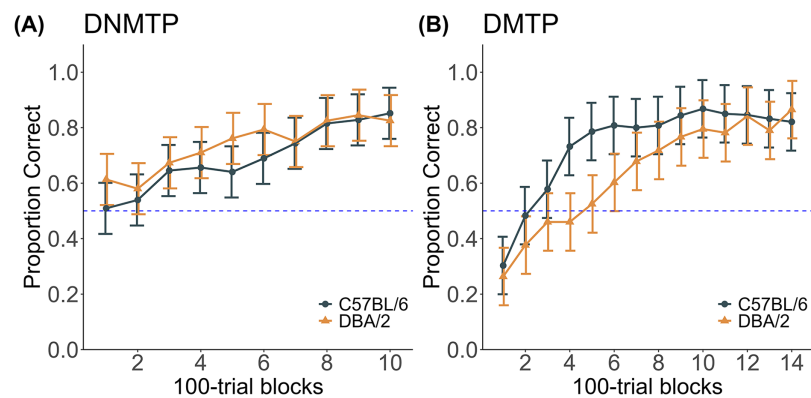 (A) DNMTP
Proportion Correct
1.0
0.8
0.6
0.4
0.2
0.0
C57BL/6
DBA/2
2 4 6 8 10
100-trial blocks
(B) DMTP
Proportion Correct
1.0
0.8
0.6
0.4
0.2
0.0
C57BL/6
DBA/2
2 4 6 8 10 12 14
100-trial blocks